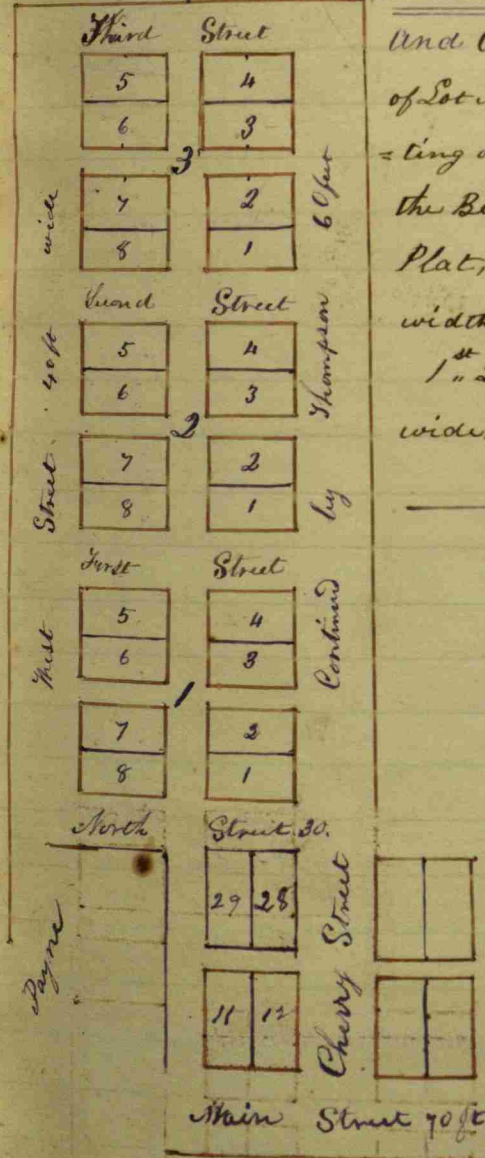 Third Street
5 4
6 3
3
7 2
8 1
Second Street
5 4
6 3
2
7 2
8 1
First Street
5 4
6 3
1
7 2
8 1
North Street 30.
29 28
11 12
Main Street 70 ft
West Street 40 ft wide
Continued by Thompson 60 feet
Payne
Cherry Street
and
of Lot
=ting
the
Plat,
width
1st
wide